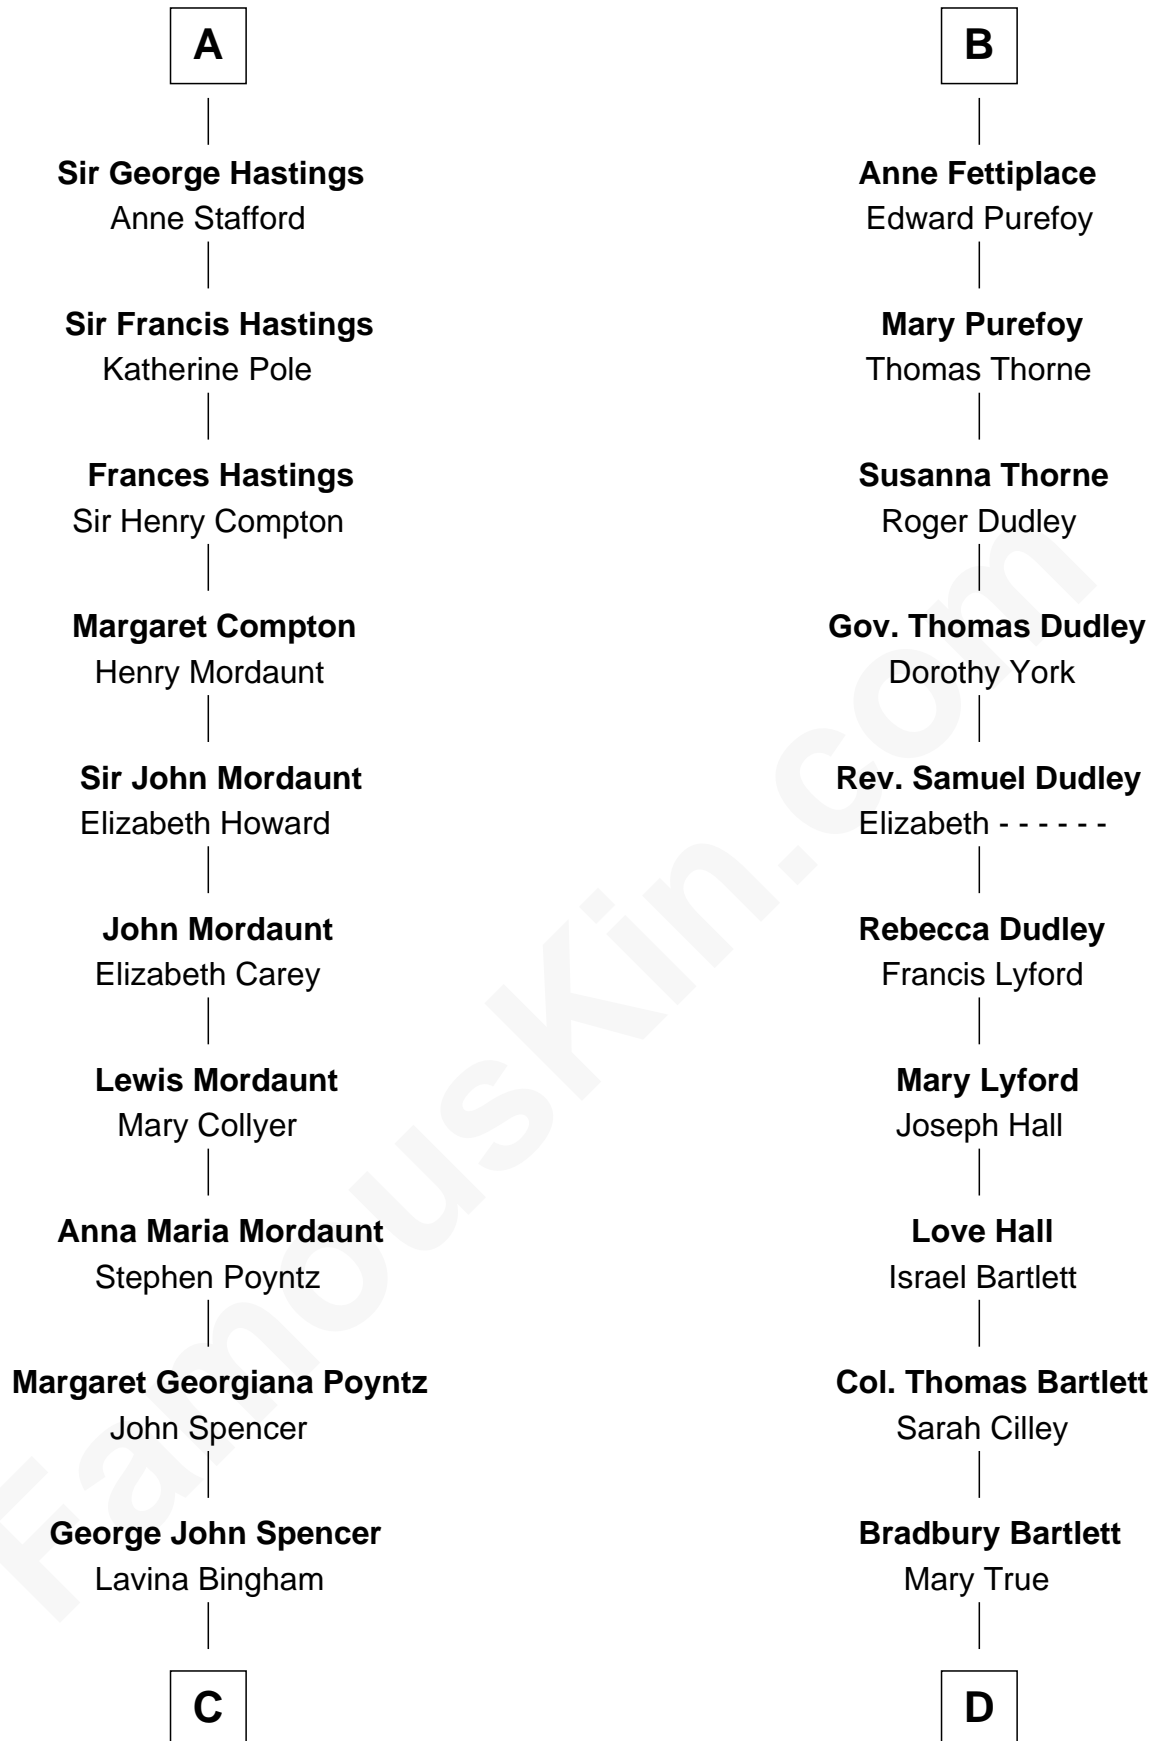 A
Sir George Hastings
Anne Stafford
Sir Francis Hastings
Katherine Pole
Frances Hastings
Sir Henry Compton
Margaret Compton
Henry Mordaunt
Sir John Mordaunt
Elizabeth Howard
John Mordaunt
Elizabeth Carey
Lewis Mordaunt
Mary Collyer
Anna Maria Mordaunt
Stephen Poyntz
Margaret Georgiana Poyntz
John Spencer
George John Spencer
Lavina Bingham
C
B
Anne Fettiplace
Edward Purefoy
Mary Purefoy
Thomas Thorne
Susanna Thorne
Roger Dudley
Gov. Thomas Dudley
Dorothy York
Rev. Samuel Dudley
Elizabeth - - - - - -
Rebecca Dudley
Francis Lyford
Mary Lyford
Joseph Hall
Love Hall
Israel Bartlett
Col. Thomas Bartlett
Sarah Cilley
Bradbury Bartlett
Mary True
D
FamousKin.com